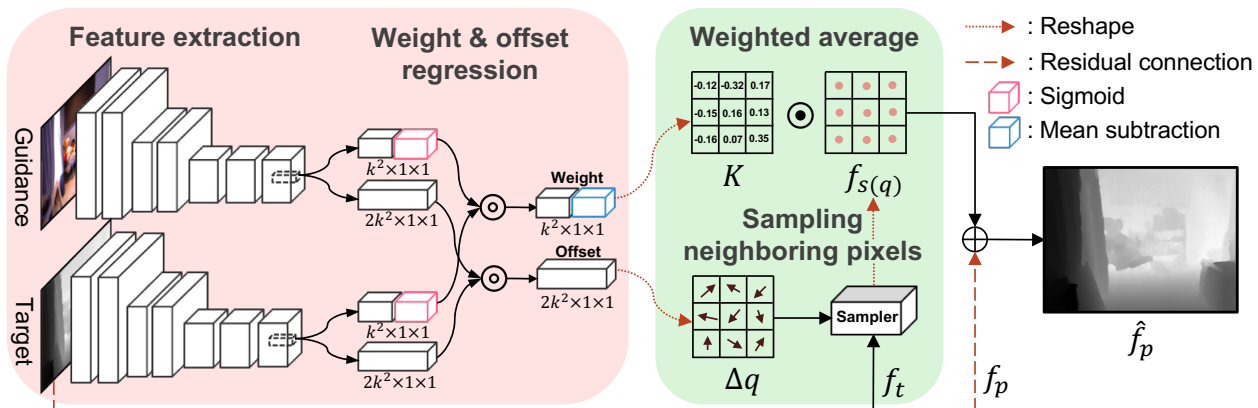 Feature extraction
Weight & offset
regression
Guidance
Target
k²×1×1
2k²×1×1
k²×1×1
2k²×1×1
Weight
k²×1×1
Offset
2k²×1×1
Weighted average
-0.12 -0.32 0.17
-0.15 0.16 0.13
-0.16 0.07 0.35
K
f_{s(q)}
Sampling
neighboring pixels
Sampler
Δq
f_t
f_p
: Reshape
: Residual connection
: Sigmoid
: Mean subtraction
f̂_p